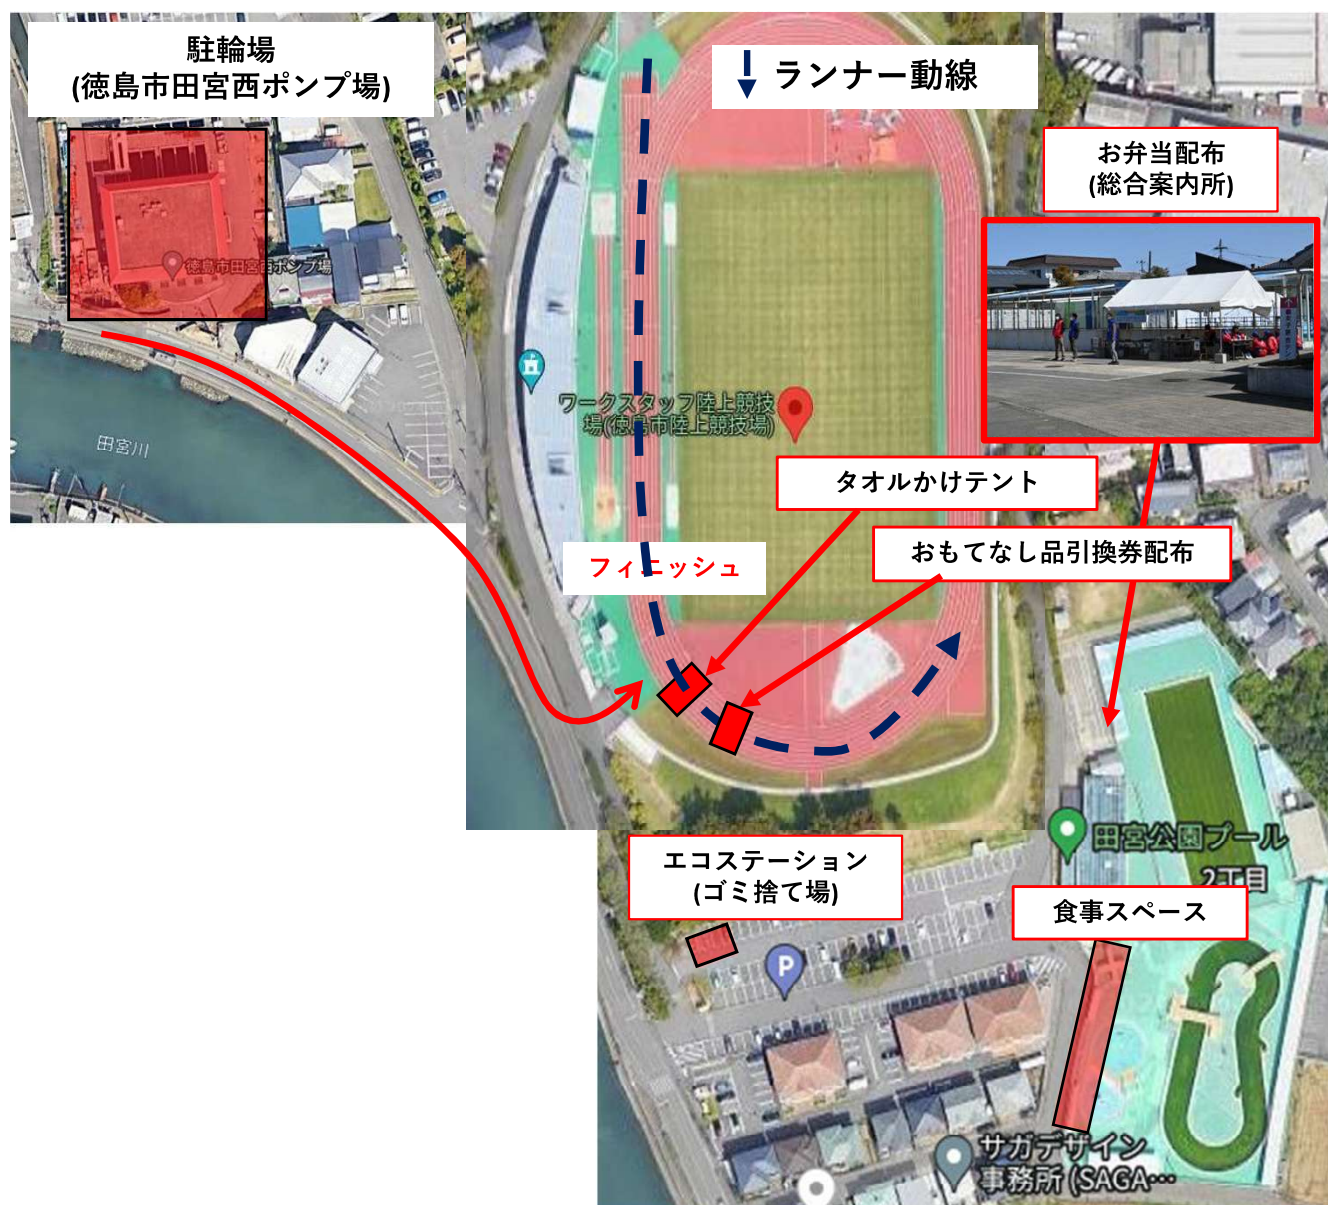 駐輪場
(徳島市田宮西ポンプ場)
ランナー動線
お弁当配布
(総合案内所)
徳島市田宮西ポンプ場
田宮川
ワークスタッフ陸上競技
場(徳島市陸上競技場)
タオルかけテント
おもてなし品引換券配布
フィニッシュ
エコステーション
(ゴミ捨て場)
P
田宮公園プール
2丁目
食事スペース
サガデザイン
事務所 (SAGA…